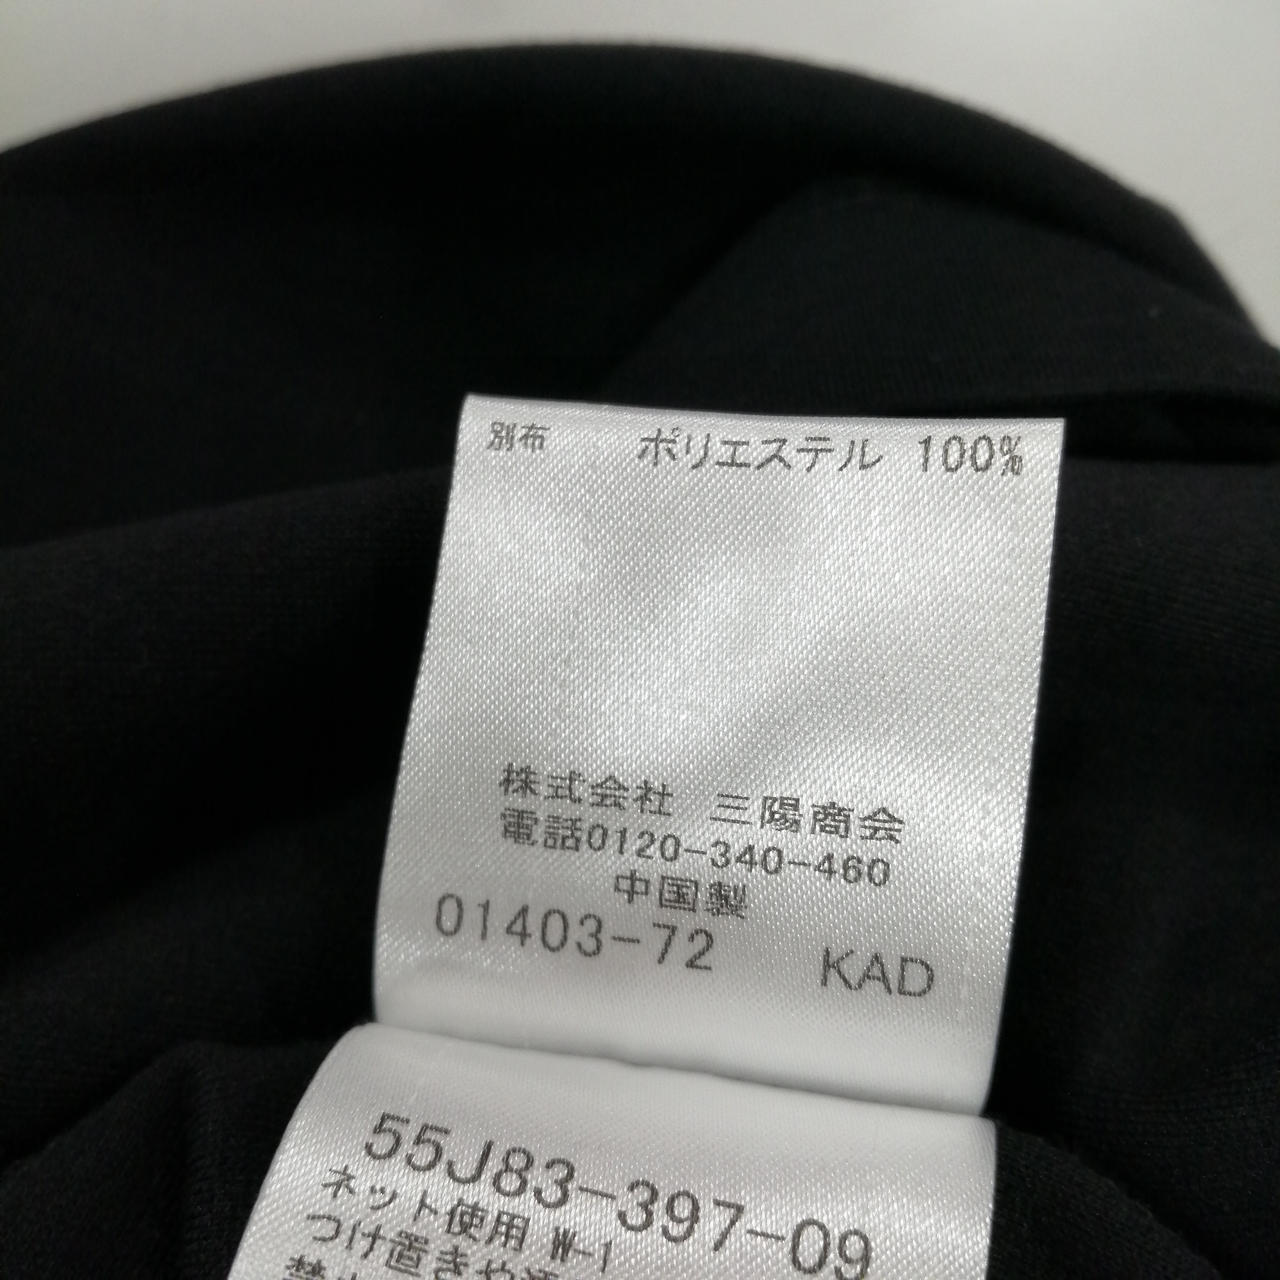 別布 ポリエステル 100%
株式会社 三陽商会
電話0120-340-460
中国製
01403-72 KAD
55J83-397-09
ネット使用 W-1
つけ置きや